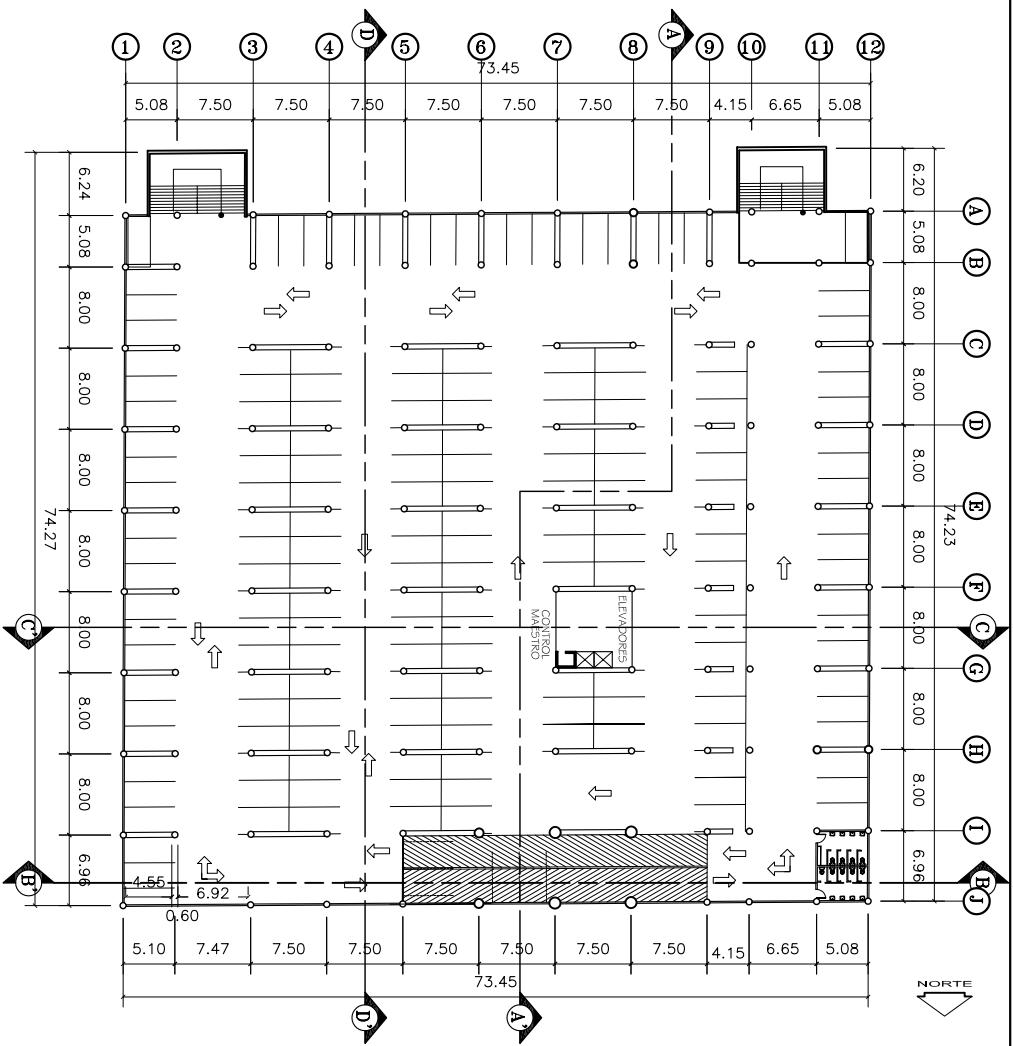 D A
1 2 3 4 5 6 7 8 9 10 11 12
73.45
5.08 7.50 7.50 7.50 7.50 7.50 7.50 7.50 4.15 6.65 5.08
6.24 6.20
A
5.08 5.08
B
8.00 8.00
C
8.00 8.00
D
8.00 8.00
E
74.27 74.23
8.00 8.00
F
ELEVADORES
CONTROL
MAESTRO
C' C
8.00 8.00
G
8.00 8.00
H
8.00 8.00
I
6.96 6.96
B' B
4.55
6.92
J
0.60
5.10 7.47 7.50 7.50 7.50 7.50 7.50 7.50 4.15 6.65 5.08
73.45
NORTE
D' A'